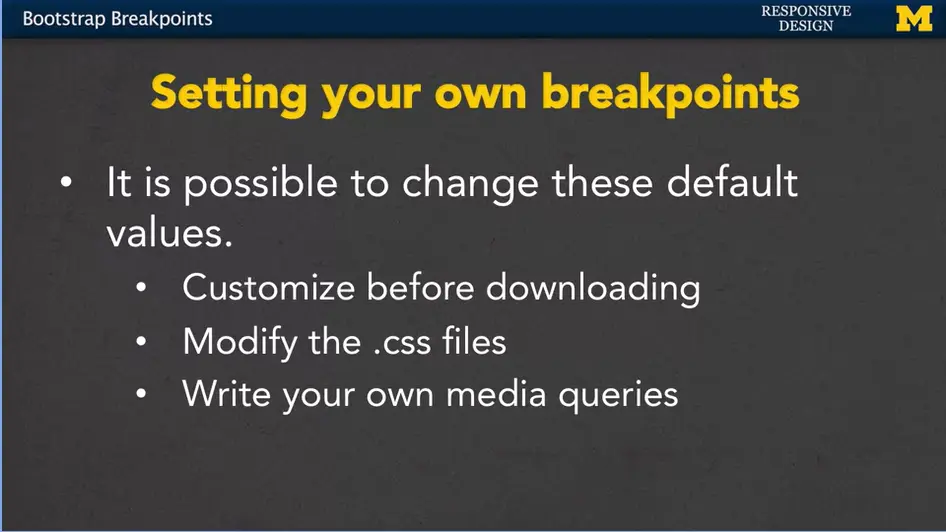 Bootstrap Breakpoints
RESPONSIVE
DESIGN
M
Setting your own breakpoints
• It is possible to change these default
values.
• Customize before downloading
• Modify the .css files
• Write your own media queries